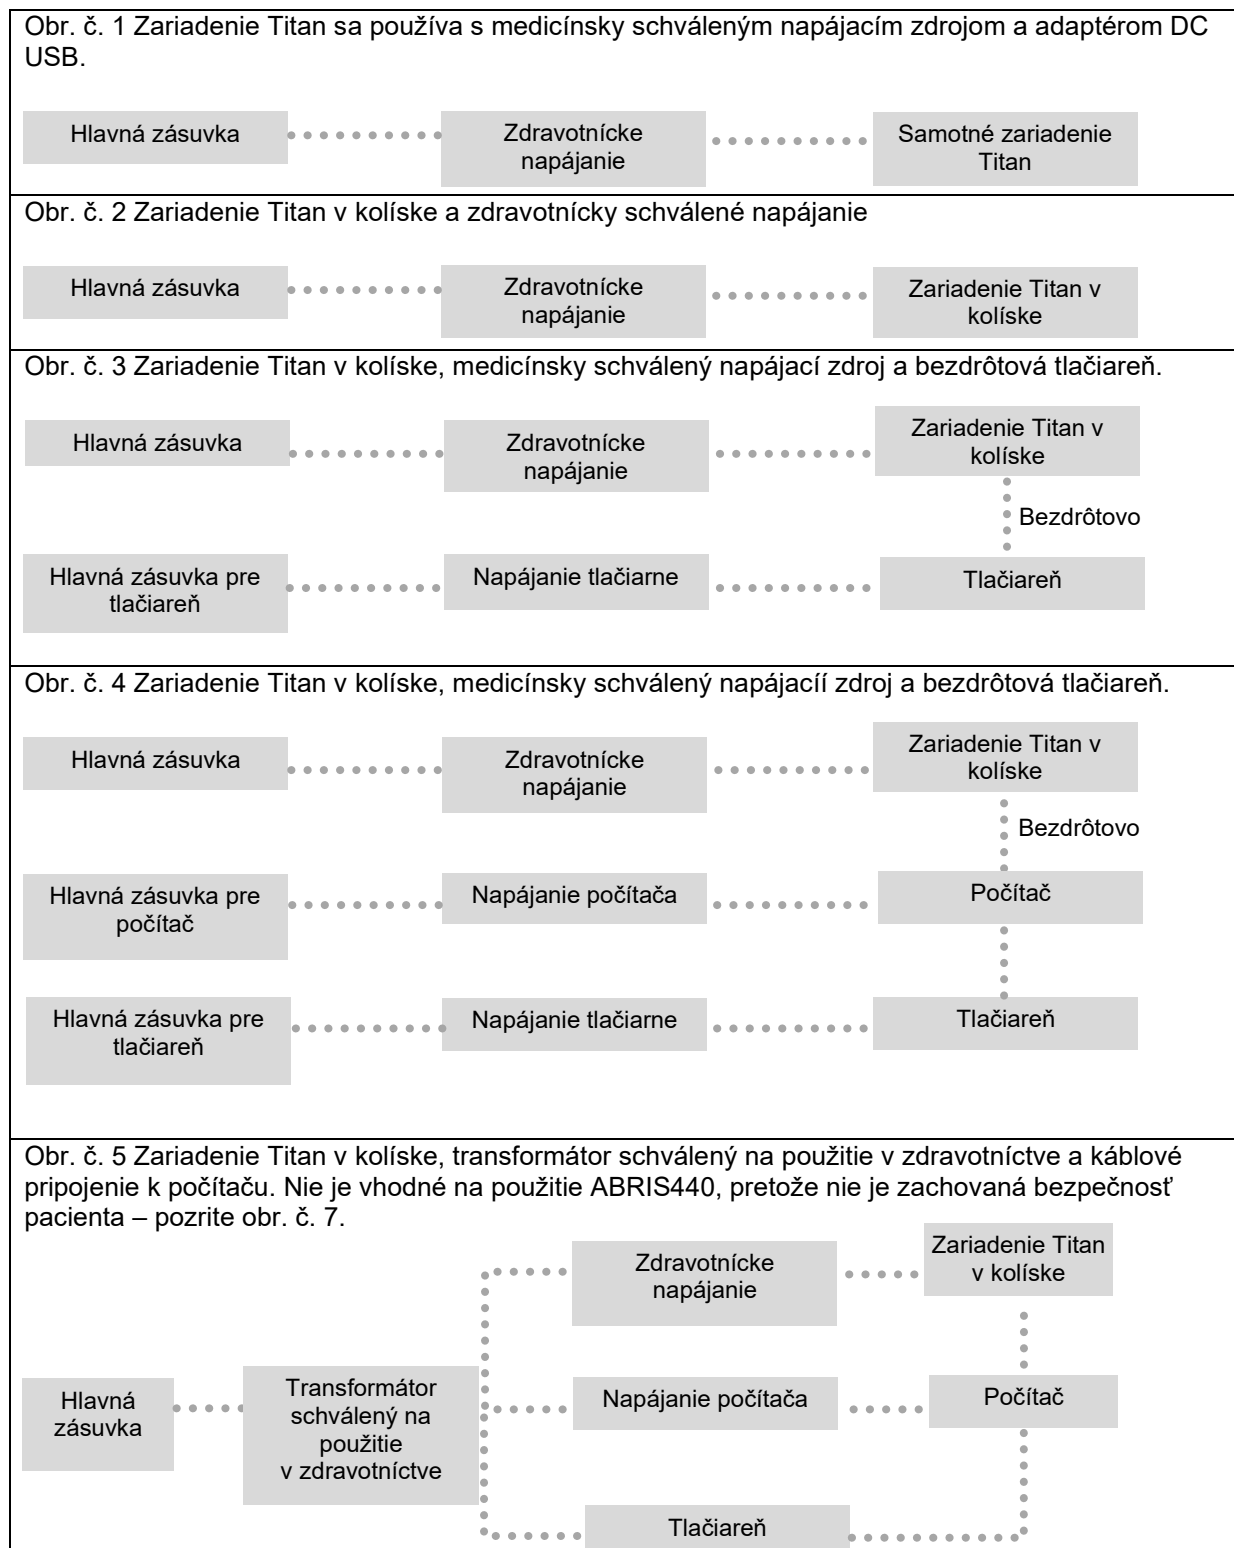 Obr. č. 1 Zariadenie Titan sa používa s medicínsky schváleným napájacím zdrojom a adaptérom DC
USB.
Hlavná zásuvka
Zdravotnícke
napájanie
Samotné zariadenie
Titan
Obr. č. 2 Zariadenie Titan v kolíske a zdravotnícky schválené napájanie
Hlavná zásuvka
Zdravotnícke
napájanie
Zariadenie Titan v
kolíske
Obr. č. 3 Zariadenie Titan v kolíske, medicínsky schválený napájací zdroj a bezdrôtová tlačiareň.
Hlavná zásuvka
Zdravotnícke
napájanie
Zariadenie Titan v
kolíske
Bezdrôtovo
Hlavná zásuvka pre
tlačiareň
Napájanie tlačiarne
Tlačiareň
Obr. č. 4 Zariadenie Titan v kolíske, medicínsky schválený napájacíí zdroj a bezdrôtová tlačiareň.
Hlavná zásuvka
Zdravotnícke
napájanie
Zariadenie Titan v
kolíske
Bezdrôtovo
Hlavná zásuvka pre
počítač
Napájanie počítača
Počítač
Hlavná zásuvka pre
tlačiareň
Napájanie tlačiarne
Tlačiareň
Obr. č. 5 Zariadenie Titan v kolíske, transformátor schválený na použitie v zdravotníctve a káblové
pripojenie k počítaču. Nie je vhodné na použitie ABRIS440, pretože nie je zachovaná bezpečnosť
pacienta – pozrite obr. č. 7.
Hlavná
zásuvka
Transformátor
schválený na
použitie
v zdravotníctve
Zdravotnícke
napájanie
Zariadenie Titan
v kolíske
Napájanie počítača
Počítač
Tlačiareň